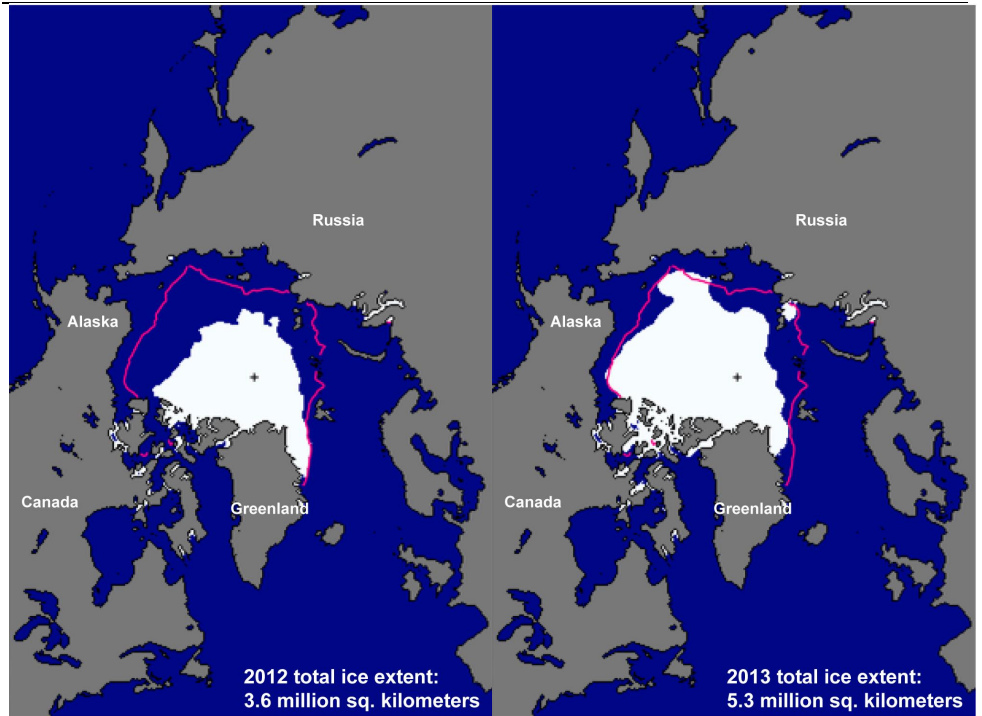 Russia
Alaska
Canada
Greenland
2012 total ice extent:
3.6 million sq. kilometers
Russia
Alaska
Canada
Greenland
2013 total ice extent:
5.3 million sq. kilometers